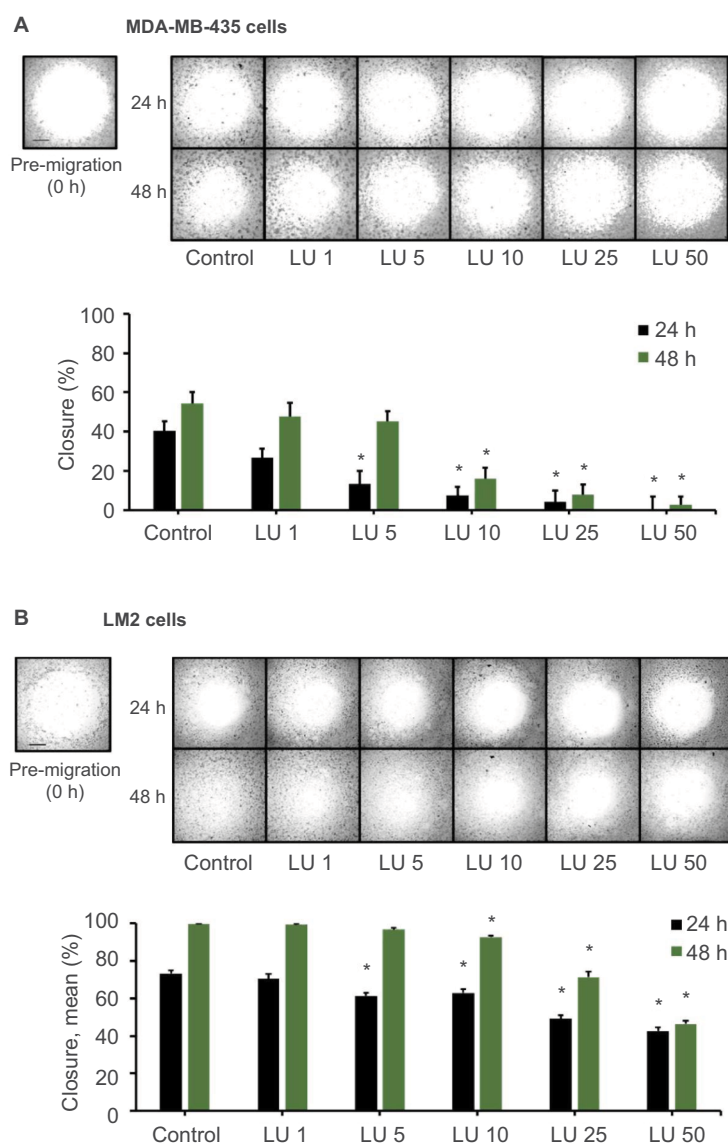 A MDA-MB-435 cells
24 h
Pre-migration
(0 h)
48 h
Control LU 1 LU 5 LU 10 LU 25 LU 50
Closure (%)
100
80
60
40
20
0
24 h
48 h
* * * * * * *
Control LU 1 LU 5 LU 10 LU 25 LU 50
B LM2 cells
24 h
Pre-migration
(0 h)
48 h
Control LU 1 LU 5 LU 10 LU 25 LU 50
Closure, mean (%)
100
80
60
40
20
0
24 h
48 h
* * * * * * *
Control LU 1 LU 5 LU 10 LU 25 LU 50